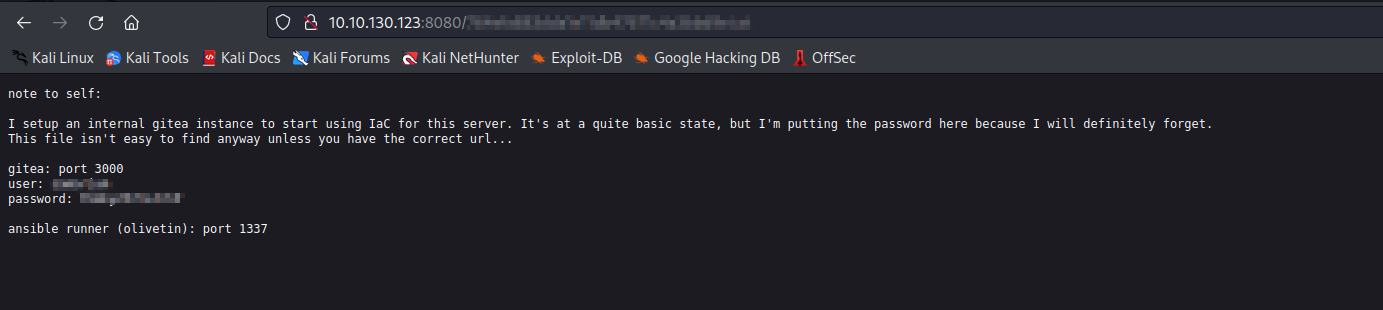 10.10.130.123:8080/
Kali Linux Kali Tools Kali Docs Kali Forums Kali NetHunter Exploit-DB Google Hacking DB OffSec
note to self:
I setup an internal gitea instance to start using IaC for this server. It's at a quite basic state, but I'm putting the password here because I will definitely forget.
This file isn't easy to find anyway unless you have the correct url...
gitea: port 3000
user:
password:
ansible runner (olivetin): port 1337